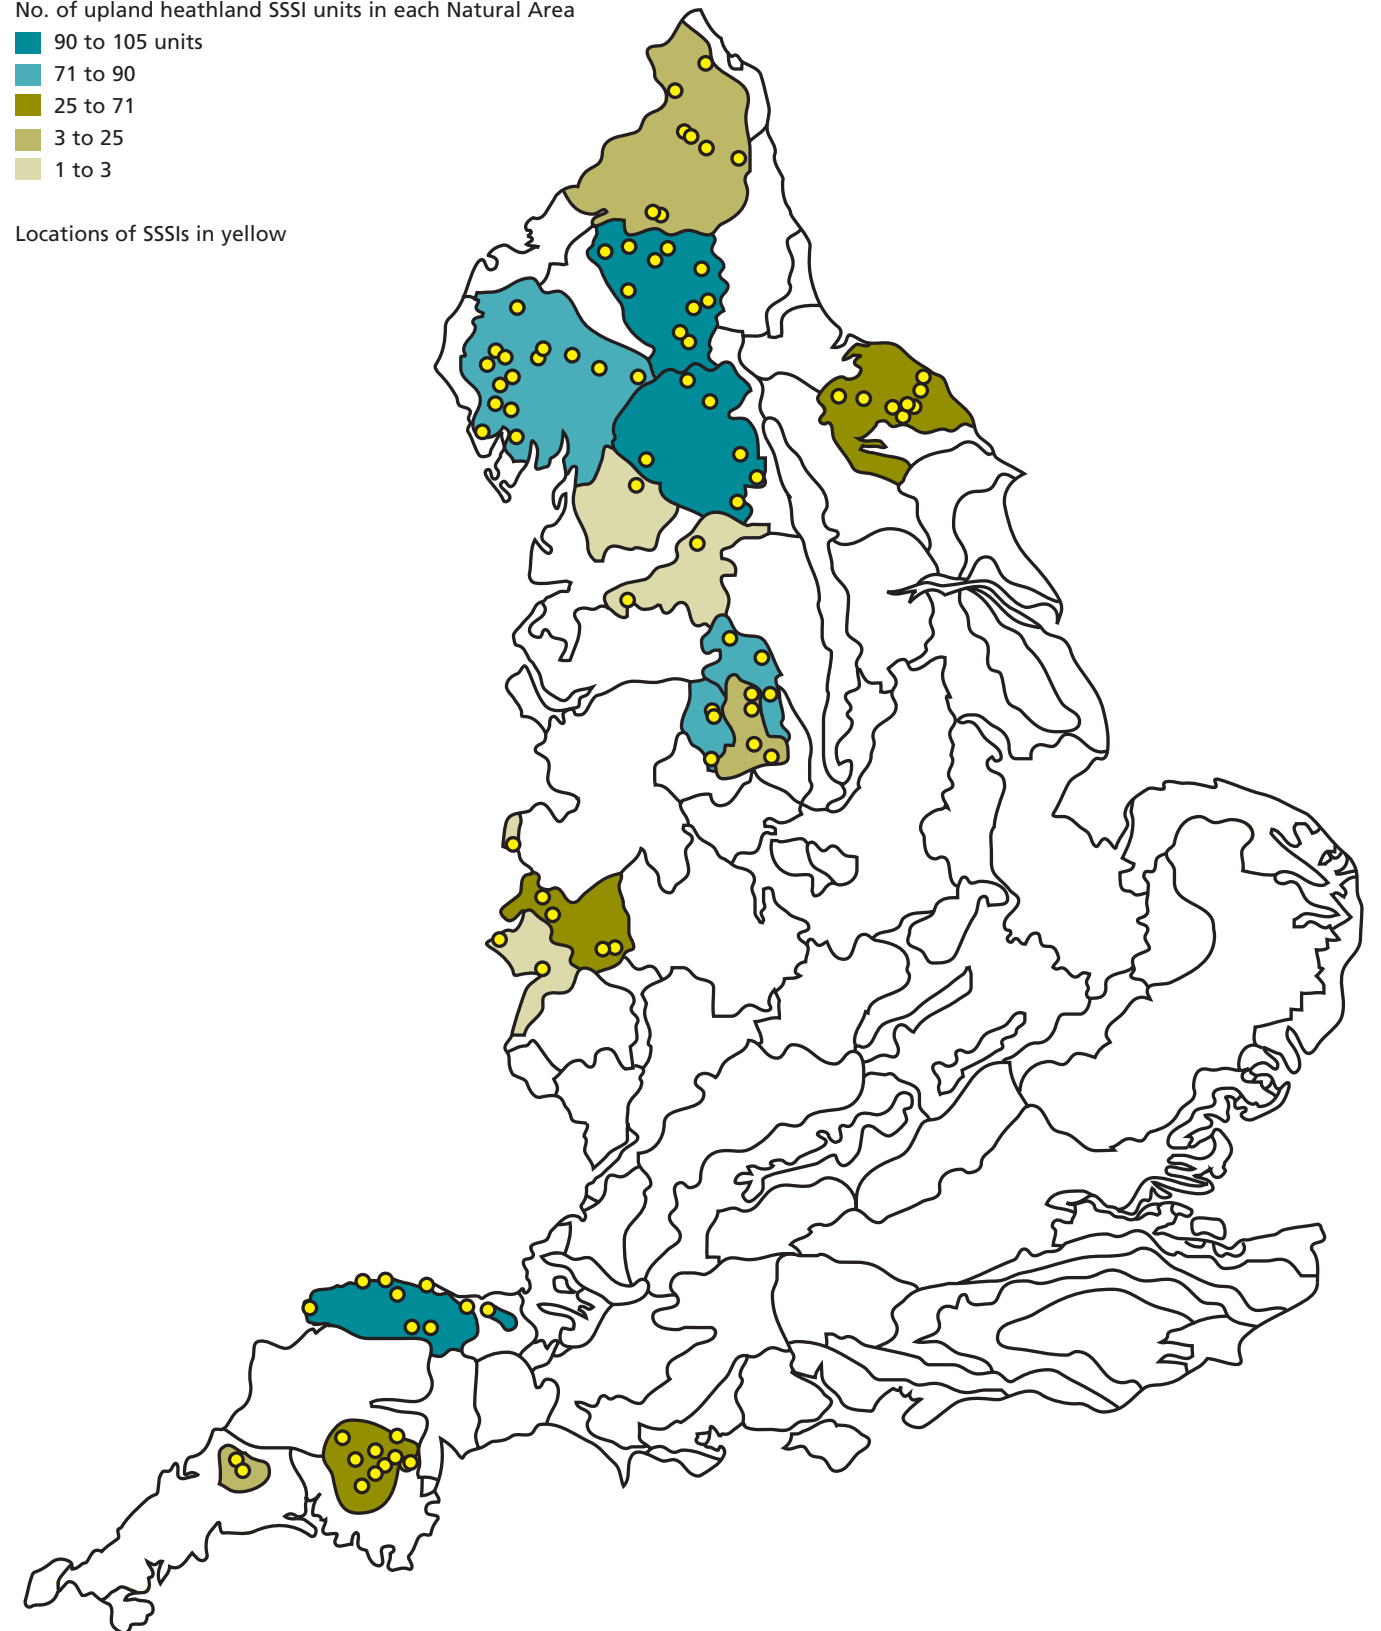 No. of upland heathland SSSI units in each Natural Area
90 to 105 units
71 to 90
25 to 71
3 to 25
1 to 3
Locations of SSSIs in yellow